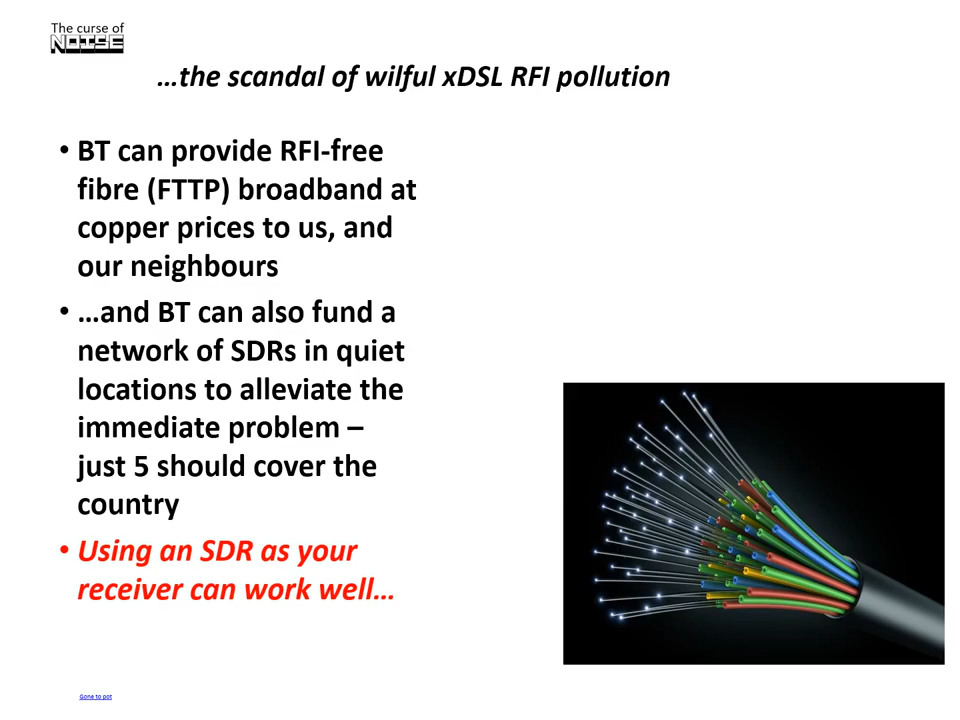 The curse of
NOISE
…the scandal of wilful xDSL RFI pollution
• BT can provide RFI-free
fibre (FTTP) broadband at
copper prices to us, and
our neighbours
• …and BT can also fund a
network of SDRs in quiet
locations to alleviate the
immediate problem –
just 5 should cover the
country
• Using an SDR as your
receiver can work well…
Gone to pot